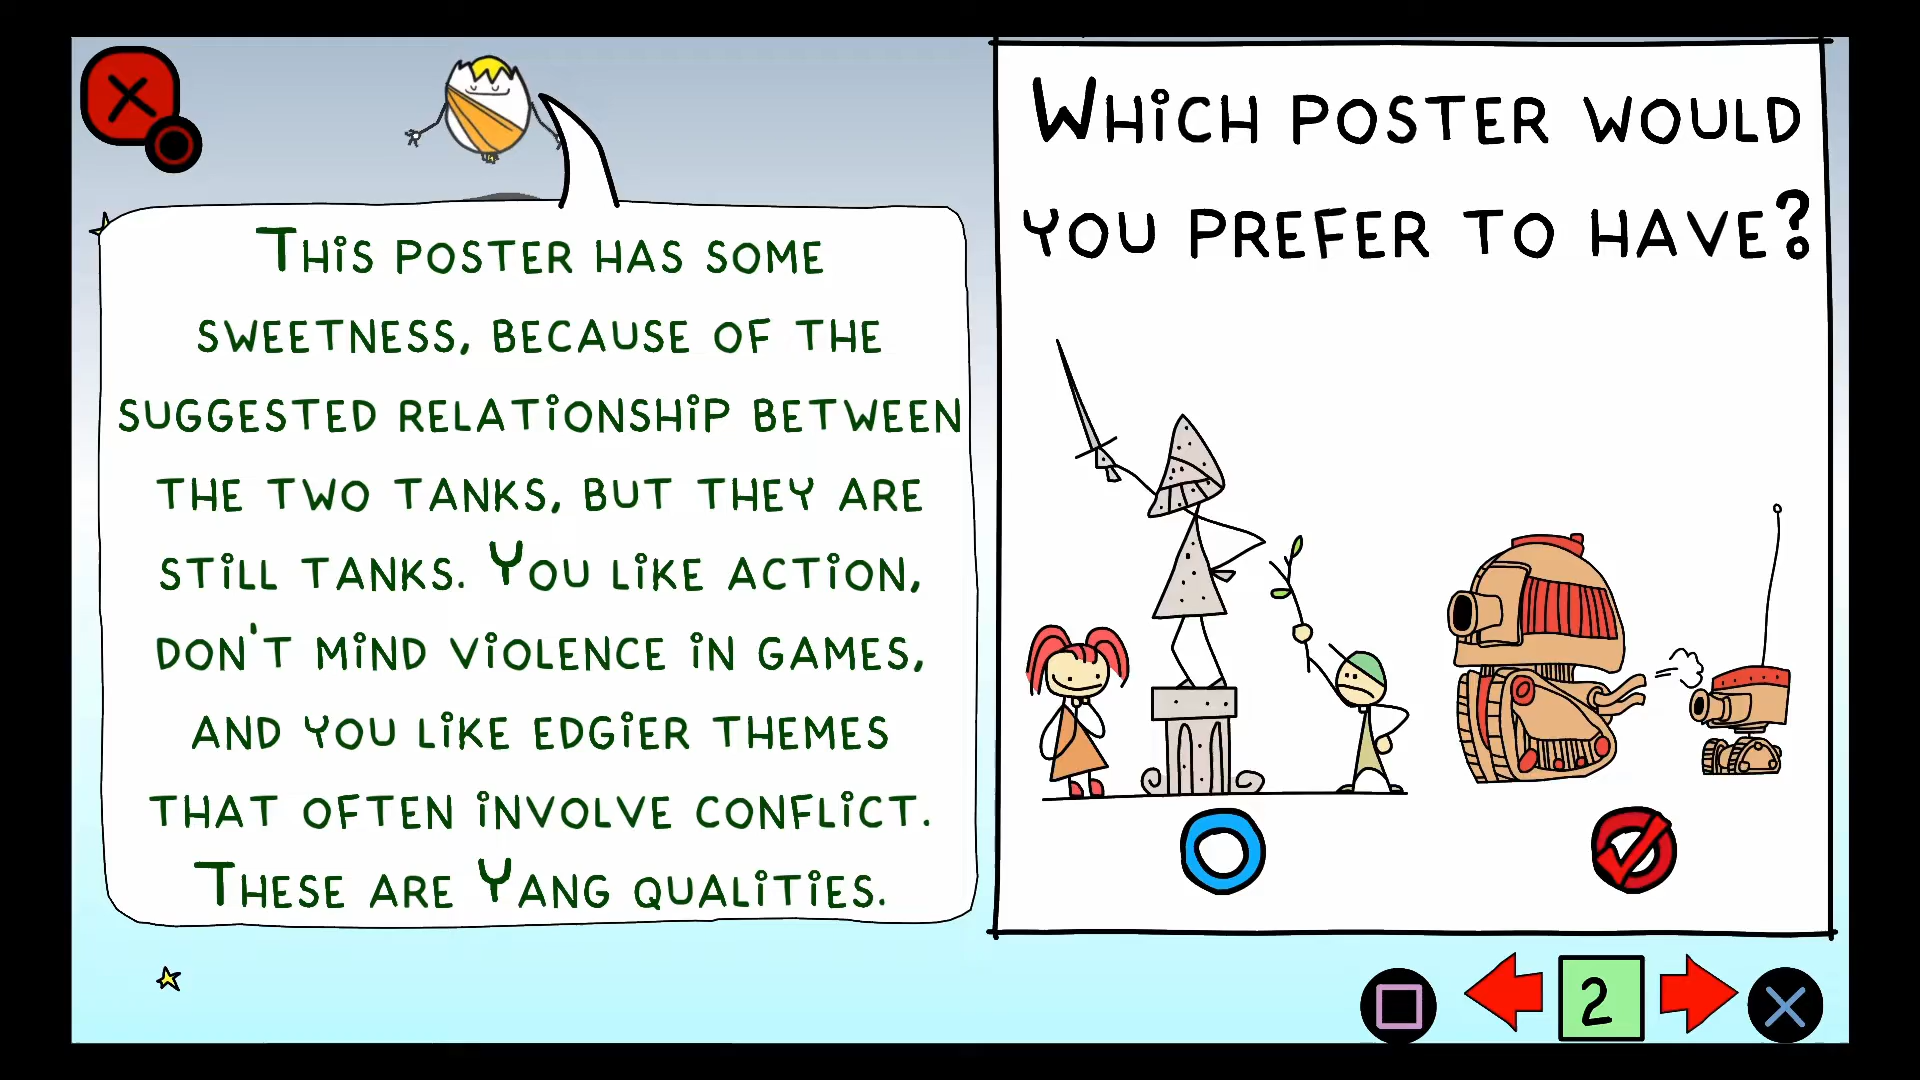 This poster has some
sweetness, because of the
suggested relationship between
the two tanks, but they are
still tanks. You like action,
don't mind violence in games,
and you like edgier themes
that often involve conflict.
These are Yang qualities.
Which poster would
you prefer to have?
2